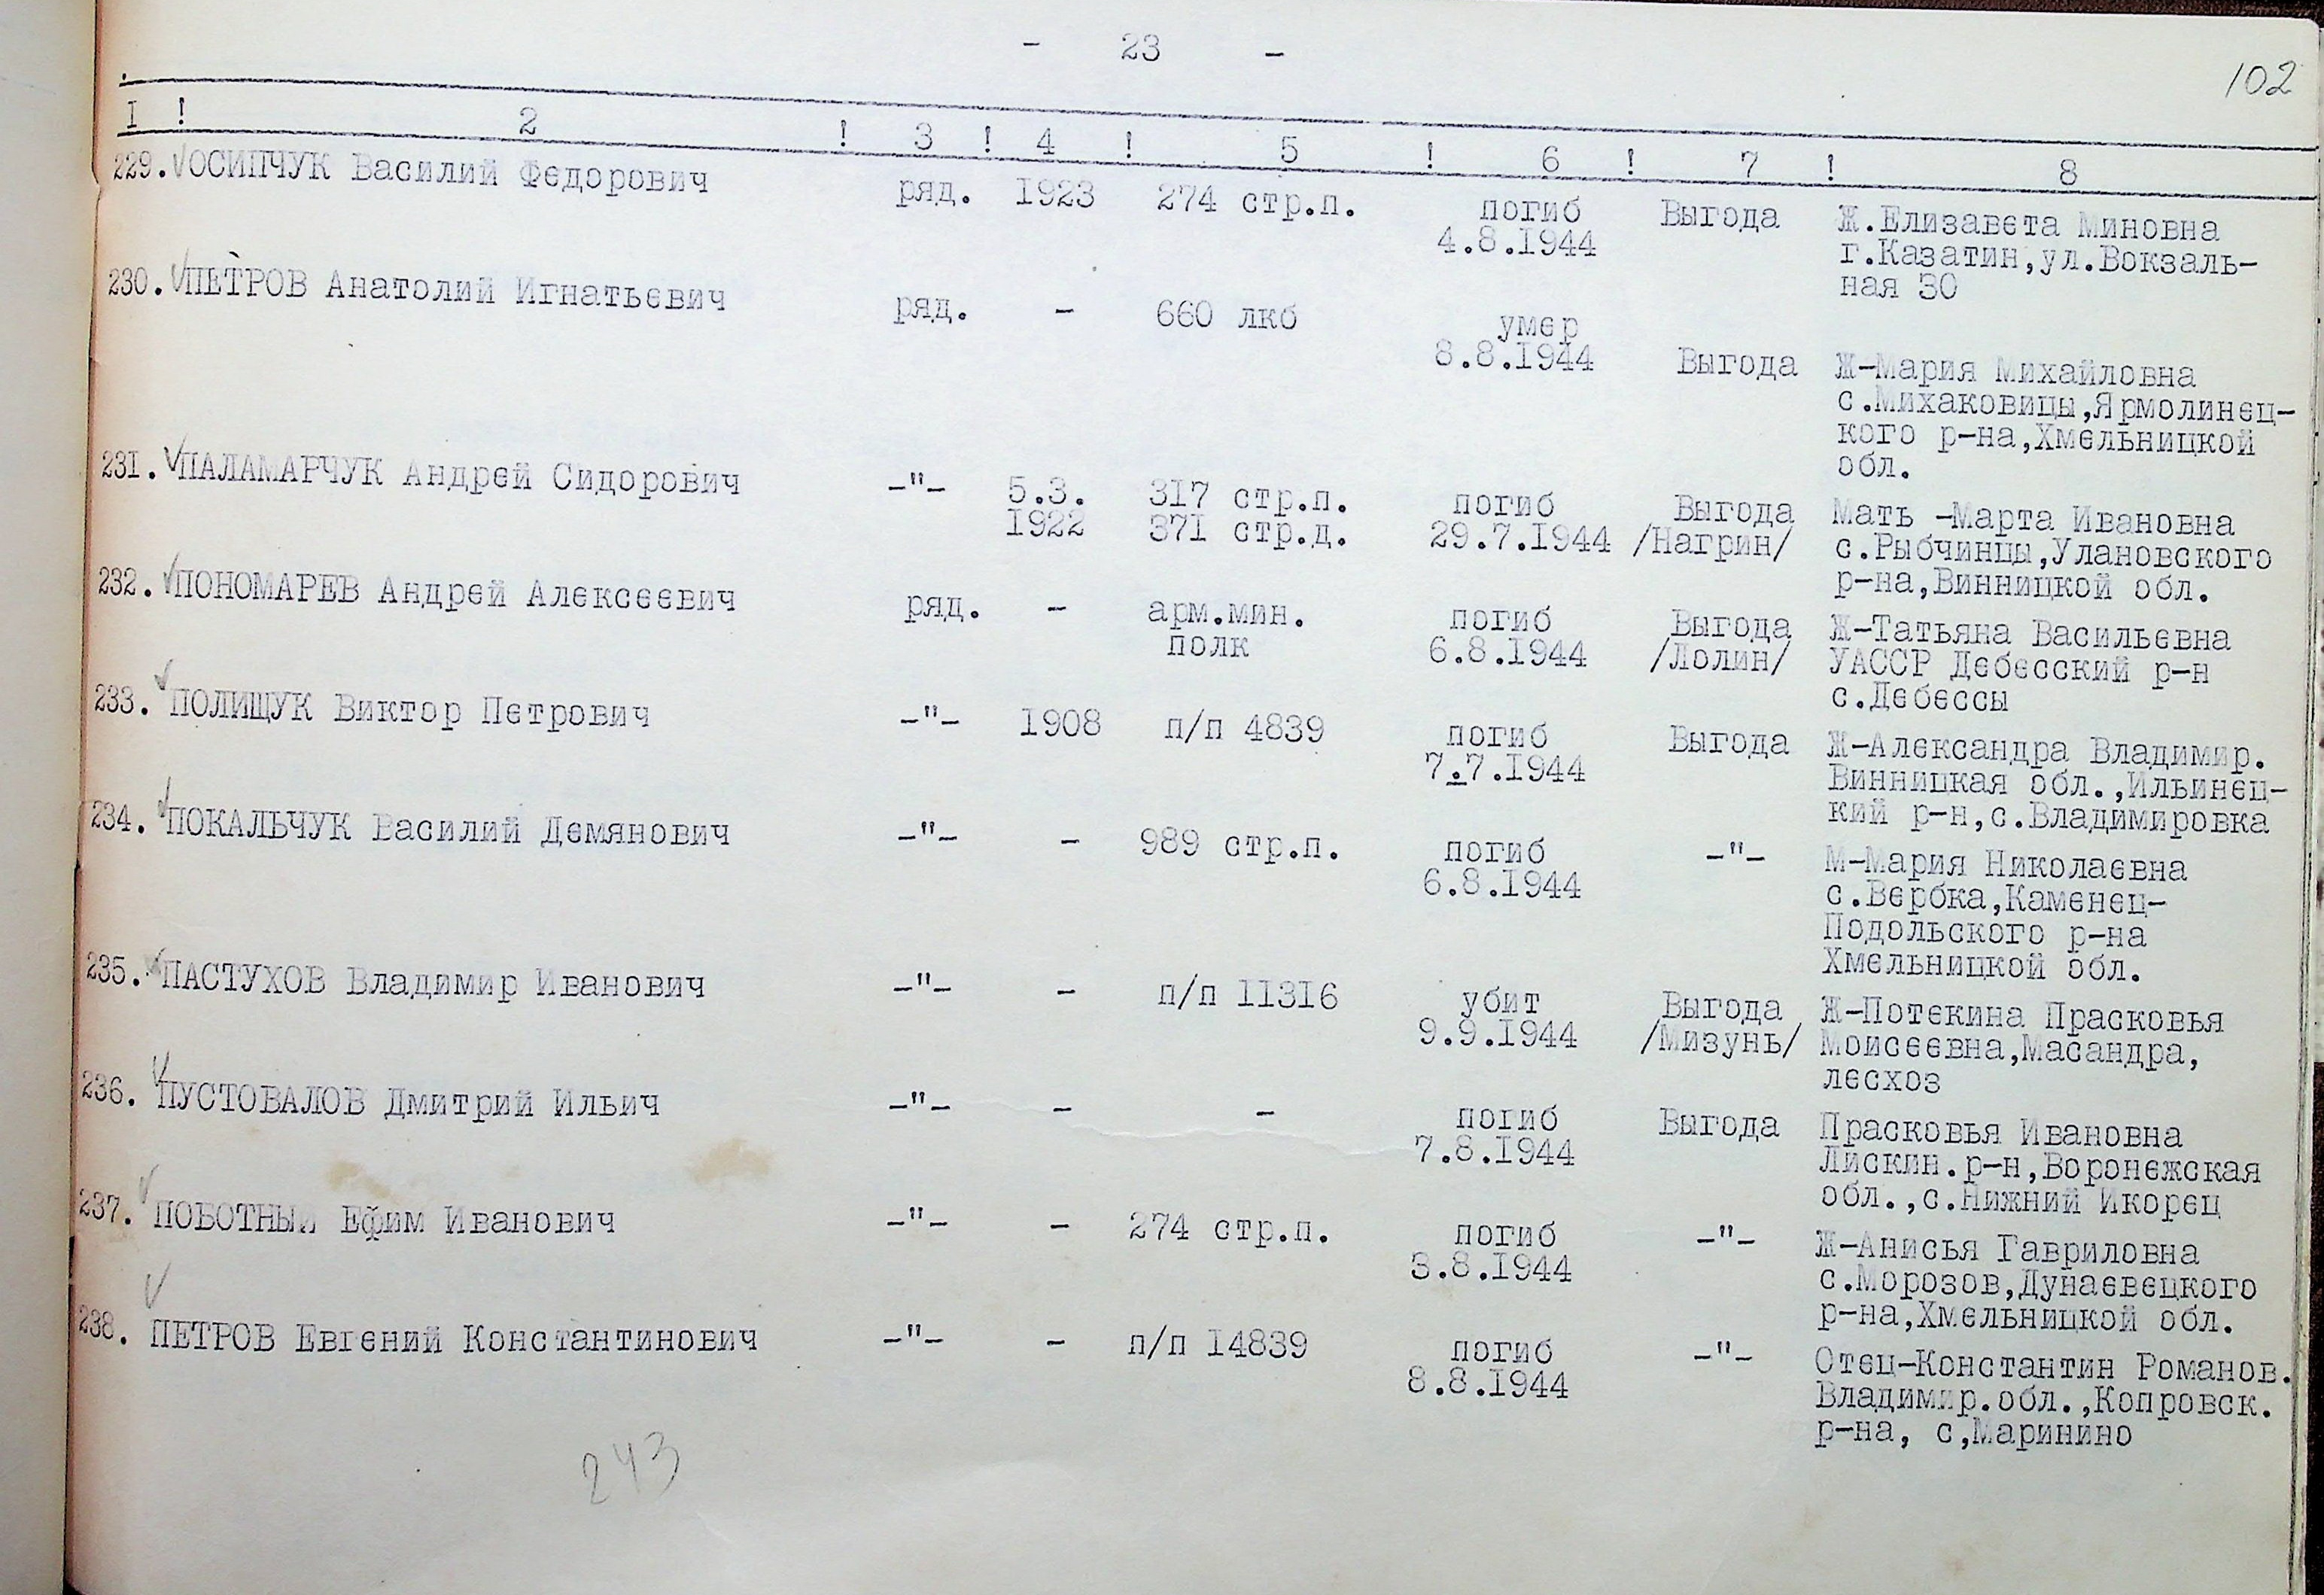 - 23 -
102
1 ! 2 ! 3 ! 4 ! 5 ! 6 ! 7 ! 8
229. ОСИПЧУК Василий Федорович ряд. 1923 274 стр.п. погиб Выгода Ж.Елизавета Миновна
4.8.1944 г.Казатин,ул.Вокзаль-
ная 30
230. ПЕТРОВ Анатолий Игнатьевич ряд. - 660 лкб умер
8.8.1944 Выгода Ж-Мария Михайловна
с.Михаковицы,Ярмолинец-
кого р-на,Хмельницкой
обл.
231. ПАЛАМАРЧУК Андрей Сидорович -"- 5.3. 317 стр.п. погиб Выгода Мать -Марта Ивановна
1922 371 стр.д. 29.7.1944 /Нагрин/ с.Рыбчинцы,Улановского
р-на,Винницкой обл.
232. ПОНОМАРЕВ Андрей Алексеевич ряд. - арм.мин. погиб Выгода Ж-Татьяна Васильевна
полк 6.8.1944 /Лолин/ УАССР Дебесский р-н
с.Дебессы
233. ПОЛИЩУК Виктор Петрович -"- 1908 п/п 4839 погиб Выгода Ж-Александра Владимир.
7.7.1944 Винницкая обл.,Ильинец-
кий р-н,с.Владимировка
234. ПОКАЛЬЧУК Василий Демянович -"- - 989 стр.п. погиб -"- М-Мария Николаевна
6.8.1944 с.Вербка,Каменец-
Подольского р-на
Хмельницкой обл.
235. ПАСТУХОВ Владимир Иванович -"- - п/п 11316 убит Выгода Ж-Потекина Прасковья
9.9.1944 /Мизунь/ Моисеевна,Масандра,
лесхоз
236. ПУСТОВАЛОВ Дмитрий Ильич -"- - - погиб Выгода Прасковья Ивановна
7.8.1944 Лискин.р-н,Воронежская
обл.,с.Нижний Икорец
237. ПОБОТНЫЙ Ефим Иванович -"- - 274 стр.п. погиб -"- Ж-Анисья Гавриловна
3.8.1944 с.Морозов,Дунаевецкого
р-на,Хмельницкой обл.
238. ПЕТРОВ Евгений Константинович -"- - п/п 14839 погиб -"- Отец-Константин Романов.
8.8.1944 Владимир.обл.,Копровск.
р-на, с,Маринино
243